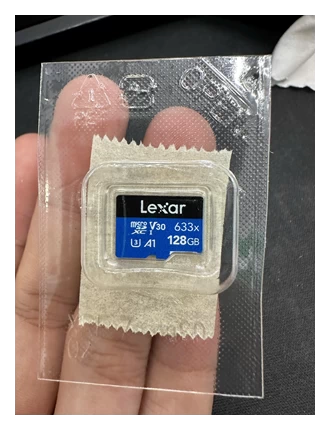 Lexar
micro SD XC I V30 633x
U3 A1 128GB